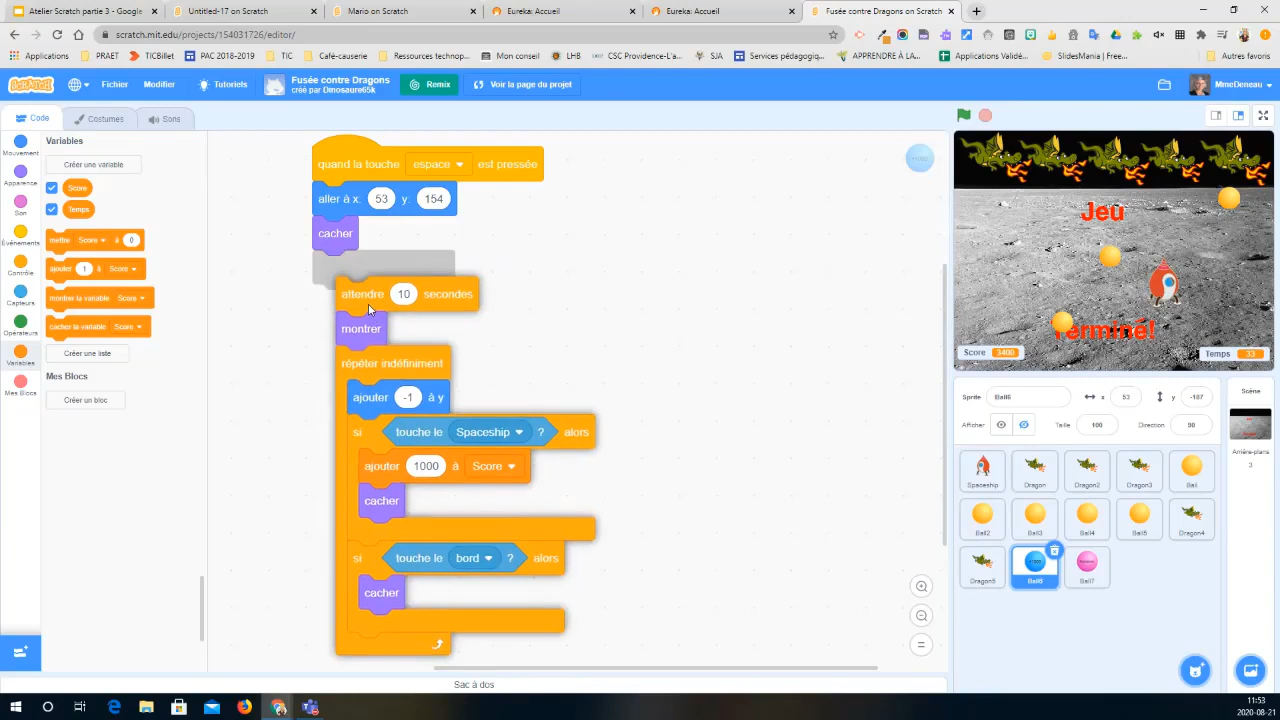 Atelier Scratch partie 3 - Google
Untitled-17 on Scratch
Mario on Scratch
Eureka: Accueil
Eureka: Accueil
Fusée contre Dragons on Scratch
scratch.mit.edu/projects/154031726/editor/
Applications PRAET TICBillet PAC 2018-2019 TIC Café-causerie Ressources technop... Mon conseil LHB CSC Providence-L'a... SJA Services pédagogiqu... APPRENDRE À LA... Applications Validé... SlidesMania | Free... Autres favoris
SCRATCH Fichier Modifier Tutoriels Fusée contre Dragons Remix Voir la page du projet MmeDeneau
créé par Dinosaure65k
Code Costumes Sons
Mouvement
Apparence
Son
Événements
Contrôle
Capteurs
Opérateurs
Variables
Mes Blocs
Variables
Créer une variable
Score
Temps
mettre Score à 0
ajouter 1 à Score
montrer la variable Score
cacher la variable Score
Créer une liste
Mes Blocs
Créer un bloc
quand la touche espace est pressée
aller à x: 53 y: 154
cacher
attendre 10 secondes
montrer
répéter indéfiniment
ajouter -1 à y
si touche le Spaceship ? alors
ajouter 1000 à Score
cacher
si touche le bord ? alors
cacher
Sac à dos
Jeu
Terminé!
Score 3400
Temps 33
Sprite Ball6 x 53 y -187
Afficher Taille 100 Direction 90
Spaceship Dragon Dragon2 Dragon3 Ball
Ball2 Ball3 Ball4 Ball5 Dragon4
Dragon5 Ball6 Ball7
Scène
Arrière-plans
3
11:53
2020-08-21